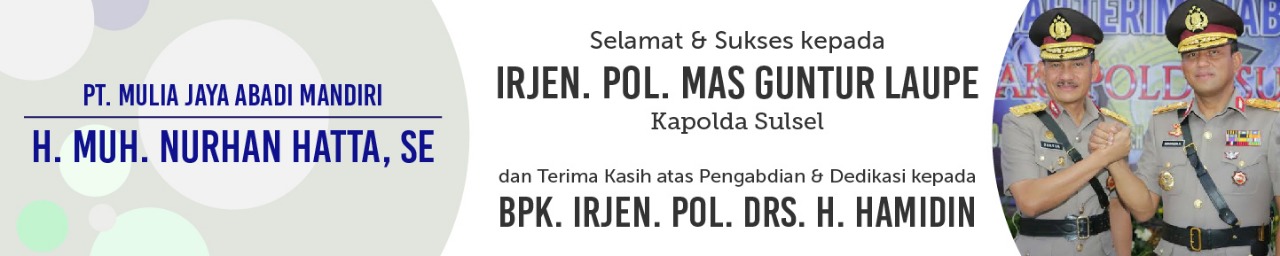 PT. MULIA JAYA ABADI MANDIRI
H. MUH. NURHAN HATTA, SE
Selamat & Sukses kepada
IRJEN. POL. MAS GUNTUR LAUPE
Kapolda Sulsel
dan Terima Kasih atas Pengabdian & Dedikasi kepada
BPK. IRJEN. POL. DRS. H. HAMIDIN